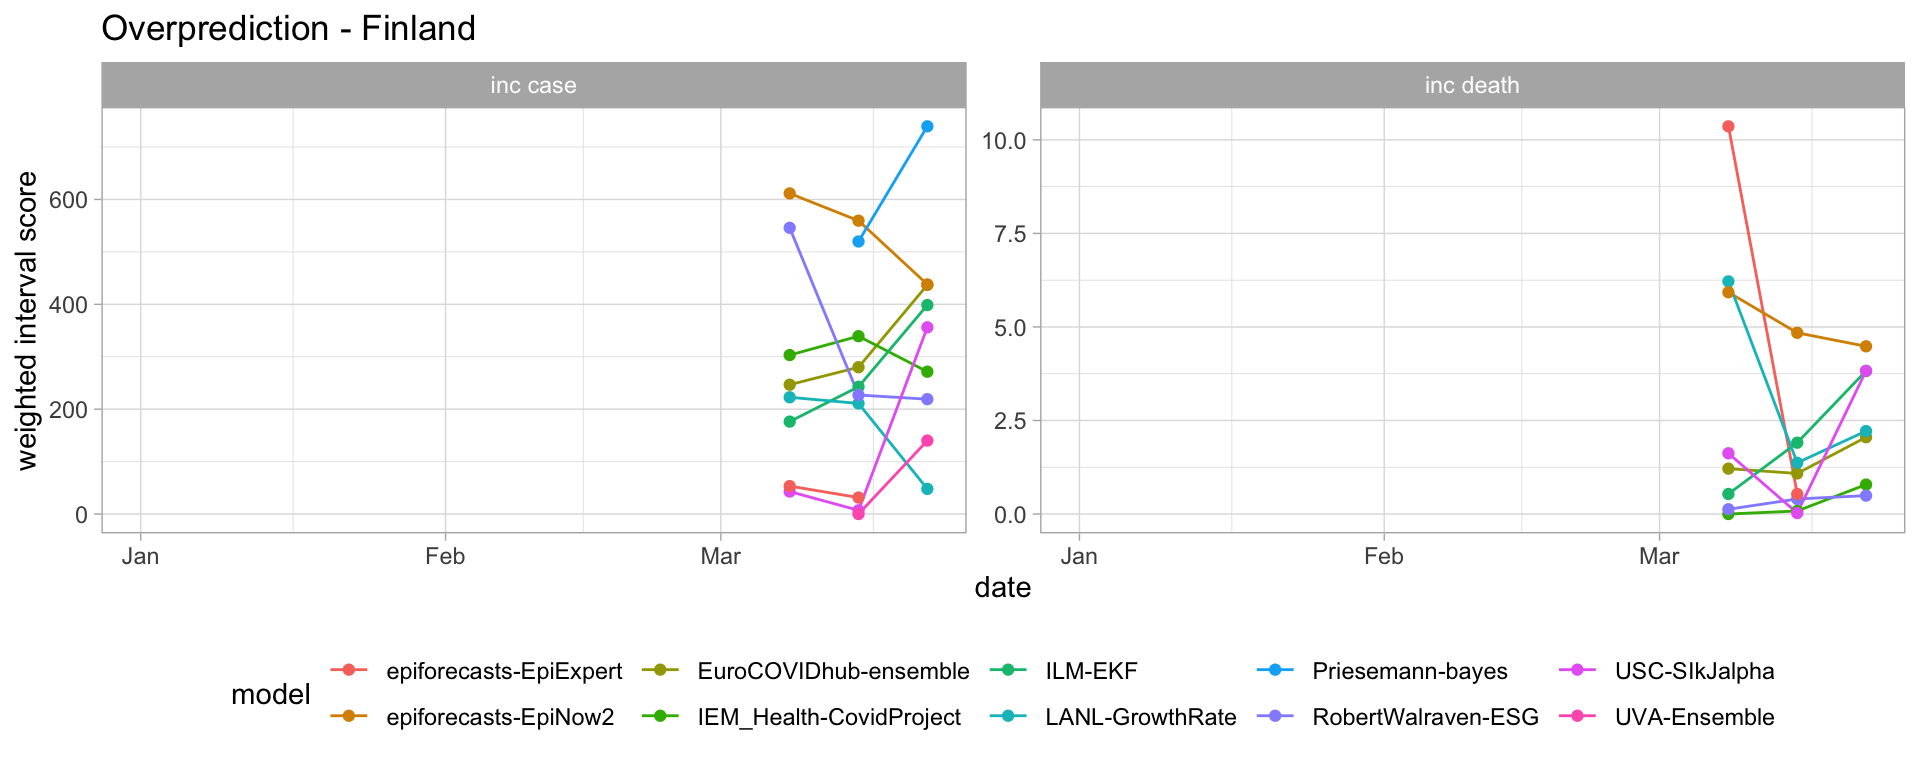 Overprediction - Finland
inc case
inc death
weighted interval score
600
400
200
0
10.0
7.5
5.0
2.5
0.0
Jan
Feb
Mar
Jan
Feb
Mar
date
model
epiforecasts-EpiExpert
EuroCOVIDhub-ensemble
ILM-EKF
Priesemann-bayes
USC-SIkJalpha
epiforecasts-EpiNow2
IEM_Health-CovidProject
LANL-GrowthRate
RobertWalraven-ESG
UVA-Ensemble